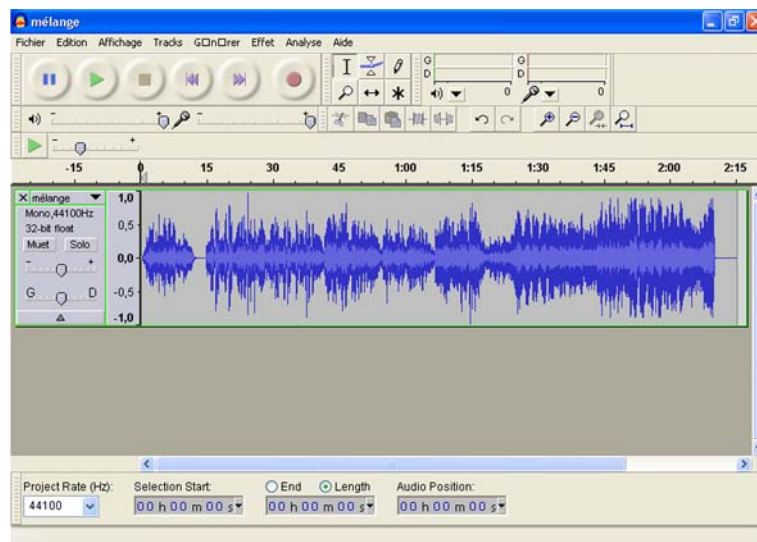 mélange
Fichier Edition Affichage Tracks G□n□rer Effet Analyse Aide
G G
D 0 D 0
-15 0 15 30 45 1:00 1:15 1:30 1:45 2:00 2:15
mélange 1,0
Mono,44100Hz
32-bit float 0,5
Muet Solo
- + 0,0
G D -0,5
-1,0
Project Rate (Hz): Selection Start: End Length Audio Position:
44100 00 h 00 m 00 s 00 h 00 m 00 s 00 h 00 m 00 s